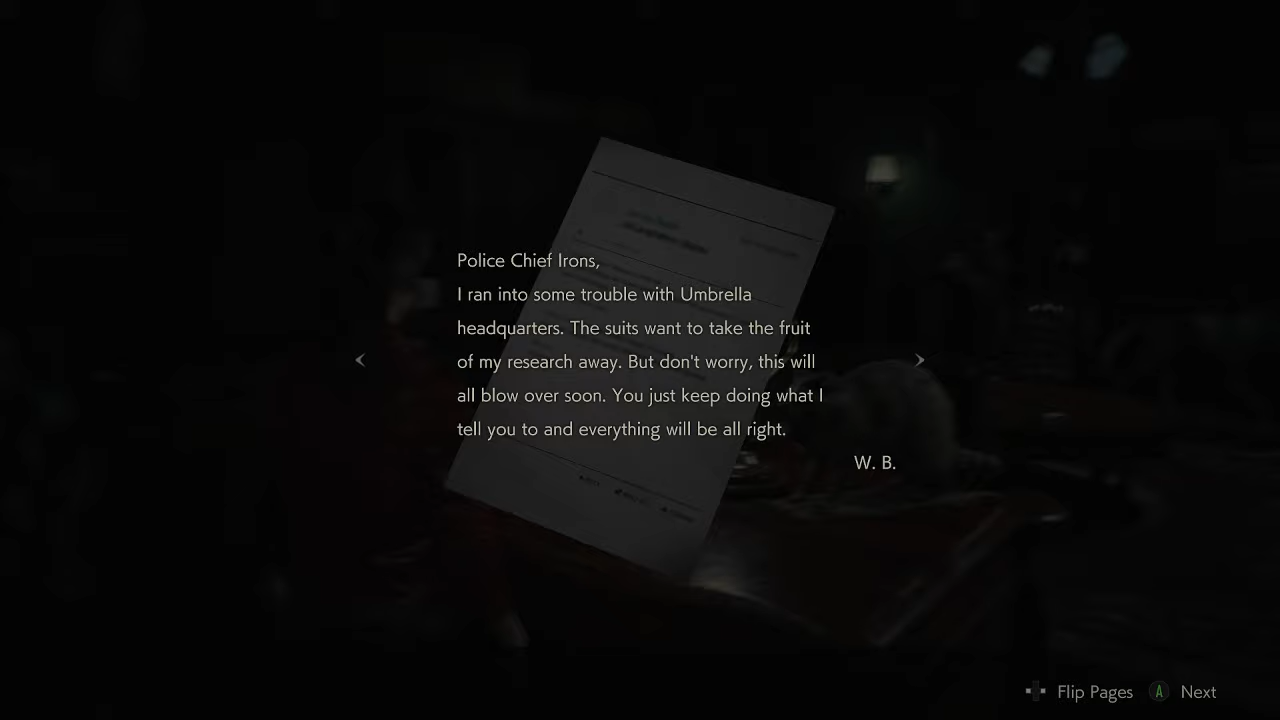 Police Chief Irons,
I ran into some trouble with Umbrella
headquarters. The suits want to take the fruit
of my research away. But don't worry, this will
all blow over soon. You just keep doing what I
tell you to and everything will be all right.
W. B.
Flip Pages A Next